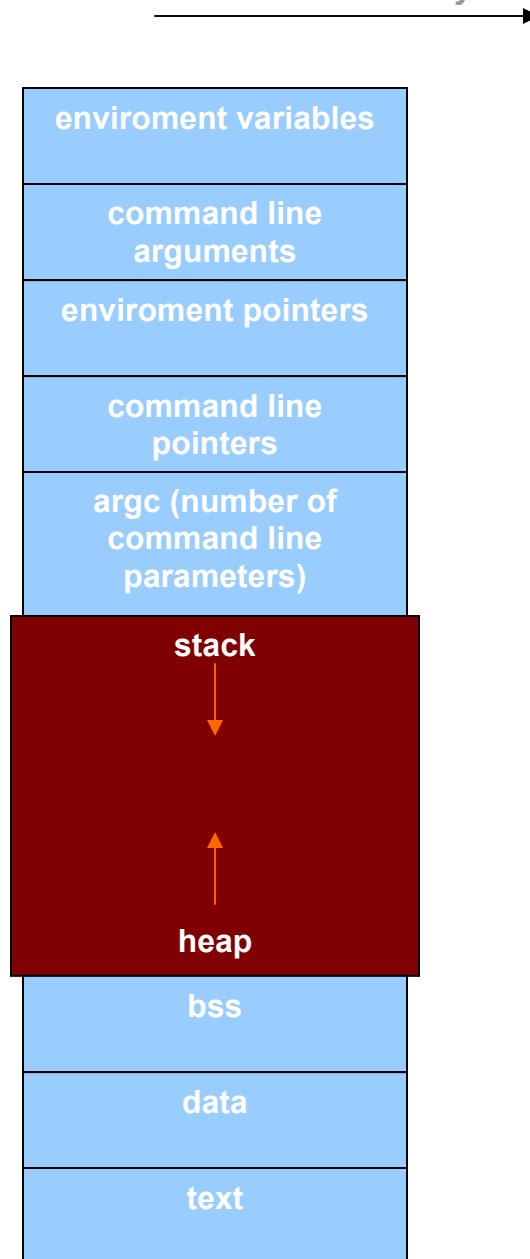 enviroment variables
command line
arguments
enviroment pointers
command line
pointers
argc (number of
command line
parameters)
stack
heap
bss
data
text